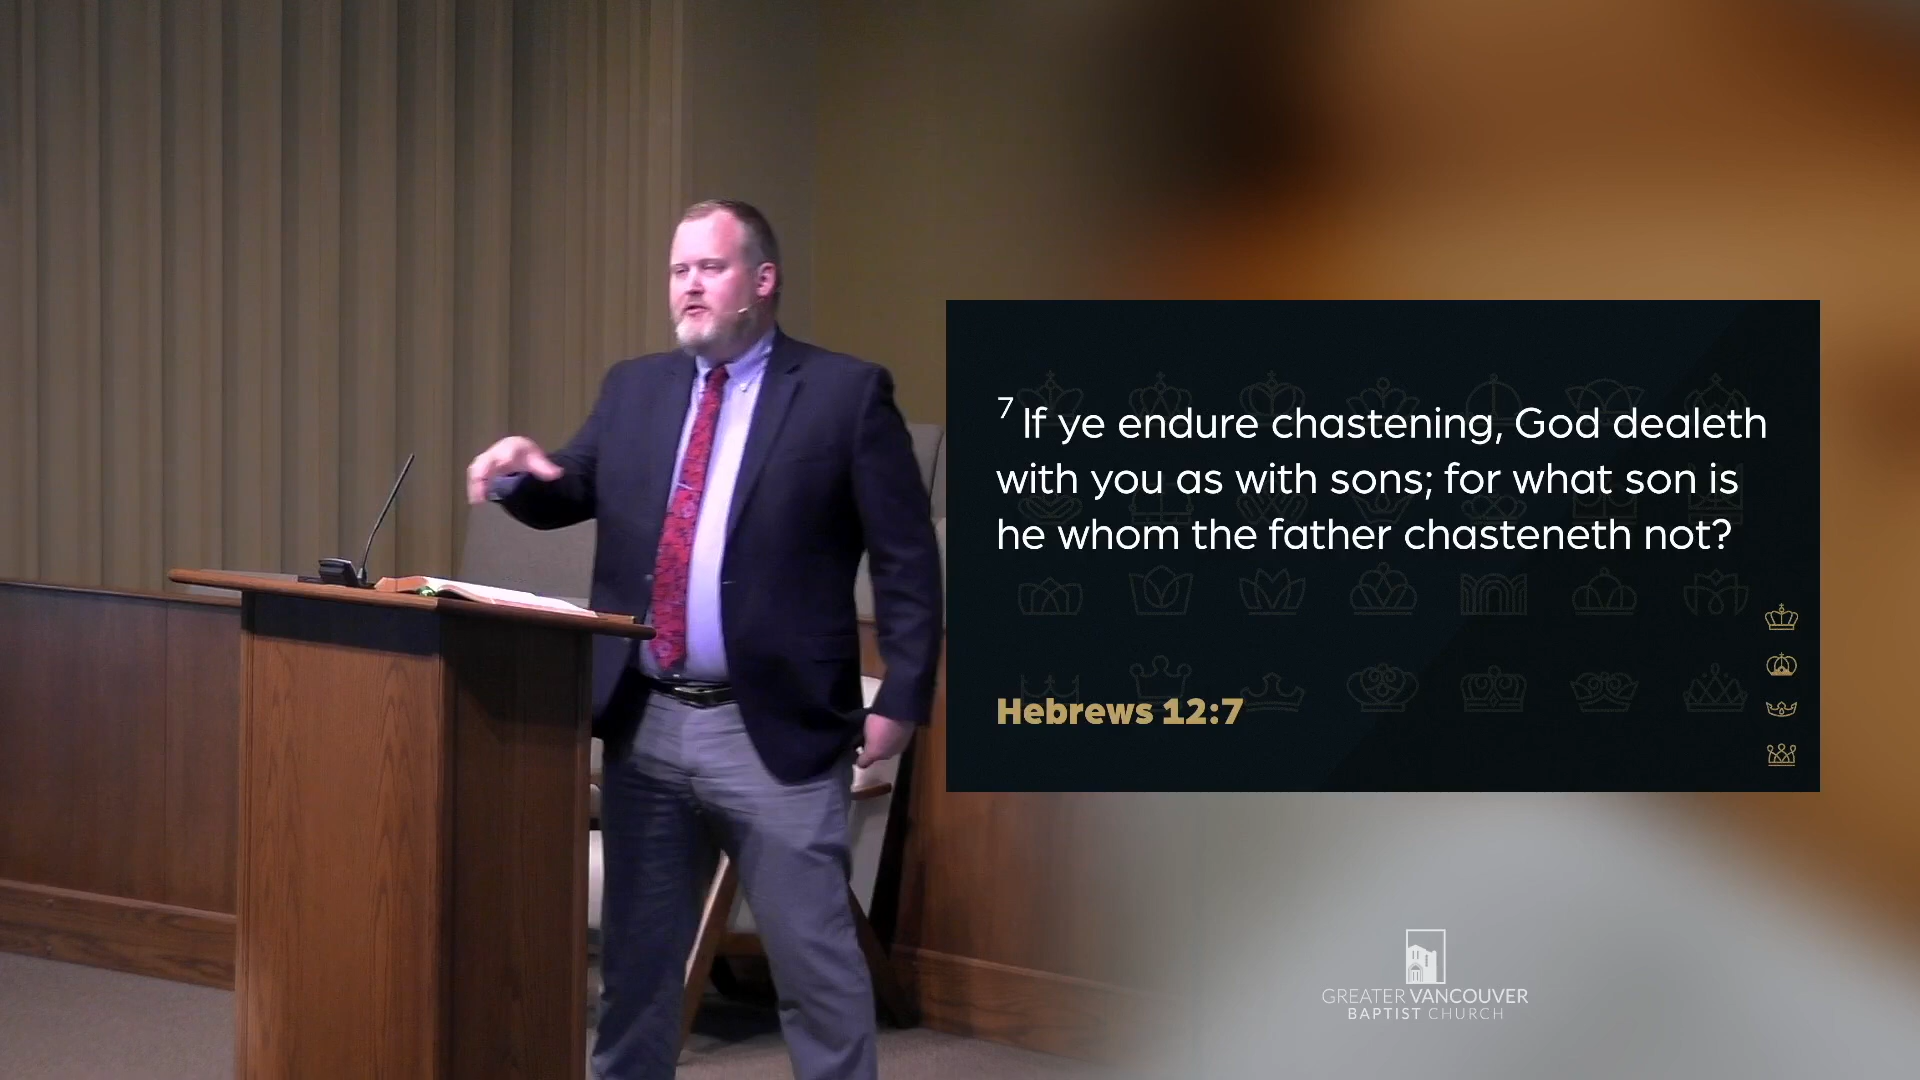 7 If ye endure chastening, God dealeth
with you as with sons; for what son is
he whom the father chasteneth not?
Hebrews 12:7
GREATER VANCOUVER
BAPTIST CHURCH